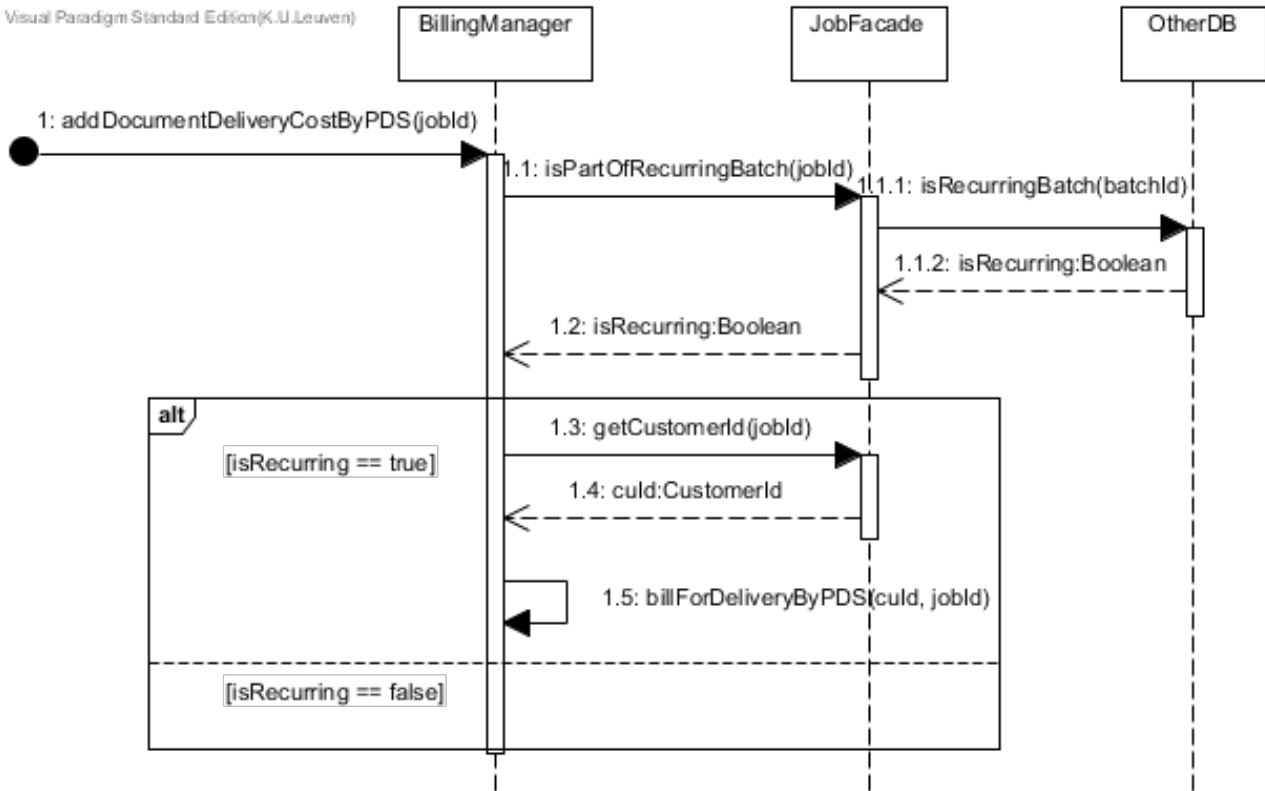 Visual Paradigm Standard Edition(K.U.Leuven)
BillingManager
JobFacade
OtherDB
1: addDocumentDeliveryCostByPDS(jobId)
1.1: isPartOfRecurringBatch(jobId)
1.1.1: isRecurringBatch(batchId)
1.1.2: isRecurring:Boolean
1.2: isRecurring:Boolean
alt
1.3: getCustomerId(jobId)
[isRecurring == true]
1.4: cuId:CustomerId
1.5: billForDeliveryByPDS(cuId, jobId)
[isRecurring == false]